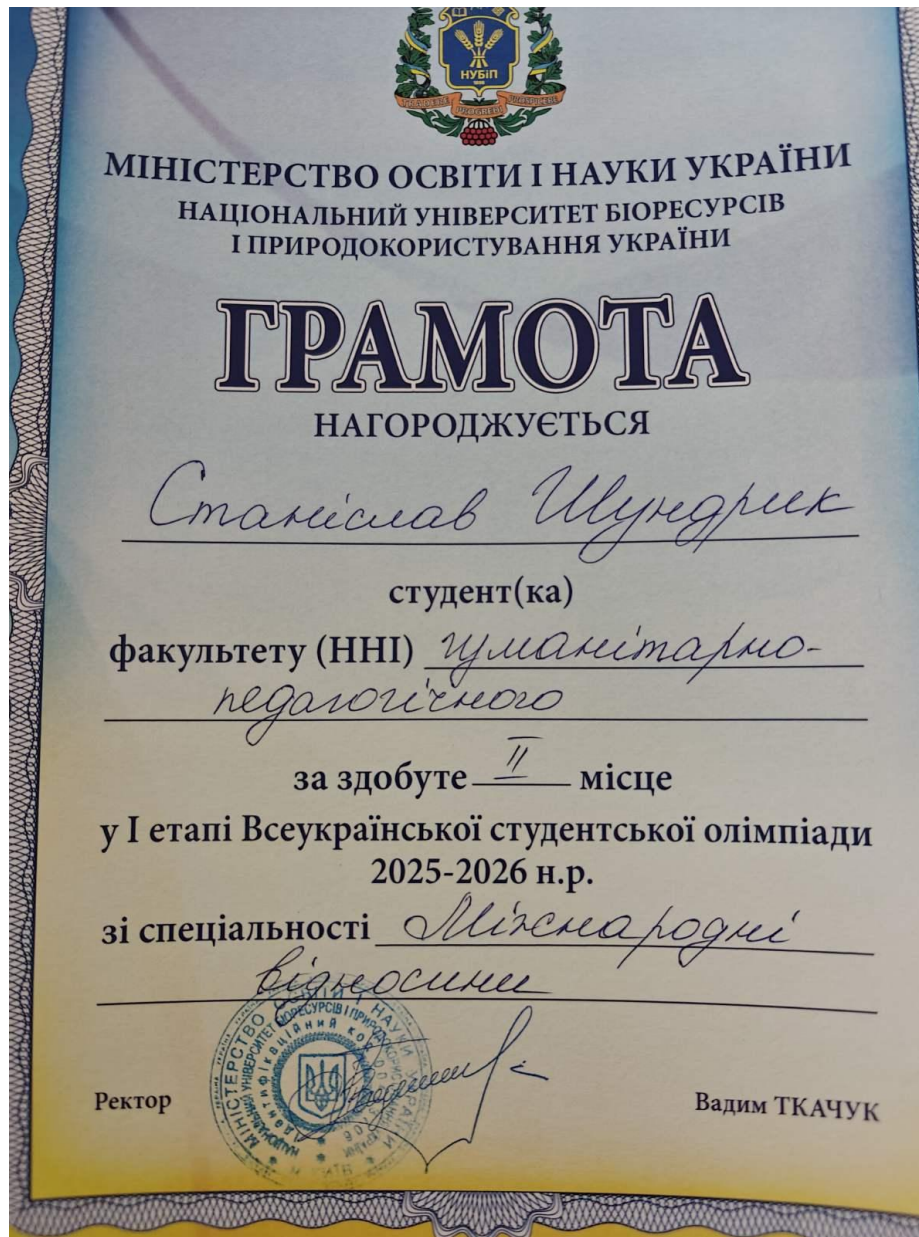 НУБІП
МІНІСТЕРСТВО ОСВІТИ І НАУКИ УКРАЇНИ
НАЦІОНАЛЬНИЙ УНІВЕРСИТЕТ БІОРЕСУРСІВ
І ПРИРОДОКОРИСТУВАННЯ УКРАЇНИ
ГРАМОТА
НАГОРОДЖУЄТЬСЯ
Станіслав Шундрик
студент(ка)
факультету (ННІ) гуманітарно-
педагогічного
за здобуте II місце
у І етапі Всеукраїнської студентської олімпіади
2025-2026 н.р.
зі спеціальності Міжнародні
відносини
Ректор
Вадим ТКАЧУК